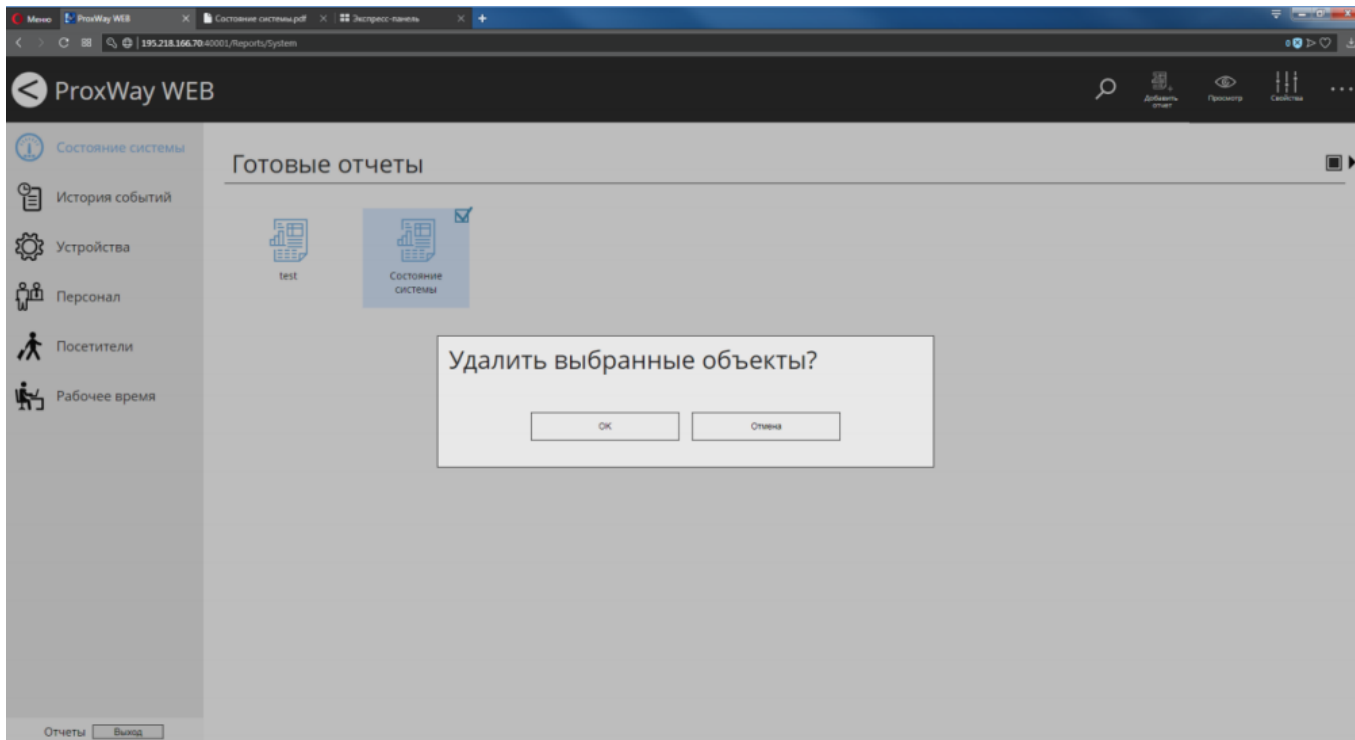 Меню
ProxWay WEB
Состояние системы.pdf
Экспресс-панель
195.218.166.70:40001/Reports/System
0
ProxWay WEB
Добавить
отчет
Просмотр
Свойства
Состояние системы
История событий
Устройства
Персонал
Посетители
Рабочее время
Готовые отчеты
test
Состояние
системы
Удалить выбранные объекты?
OK
Отмена
Отчеты
Выход